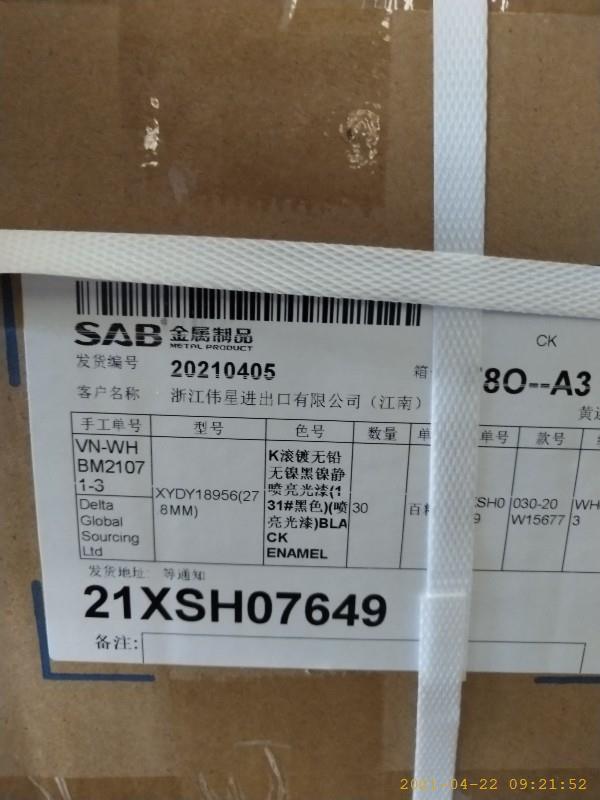 SAB® 金属制品
METAL PRODUCT
CK
发货编号 20210405 箱 8O--A3
客户名称 浙江伟星进出口有限公司（江南）
手工单号 型号 色号 数量 单 单号 款号
VN-WH
BM2107
1-3
Delta
Global
Sourcing
Ltd
XYDY18956(27
8MM)
K滚镀无铅
无镍黑镍静
喷亮光漆(1
31#黑色)(喷
亮光漆)BLA
CK
ENAMEL
30
百
SH0
9
030-20
W15677
WH
3
发货地址: 等通知
21XSH07649
备注:
2021-04-22 09:21:52